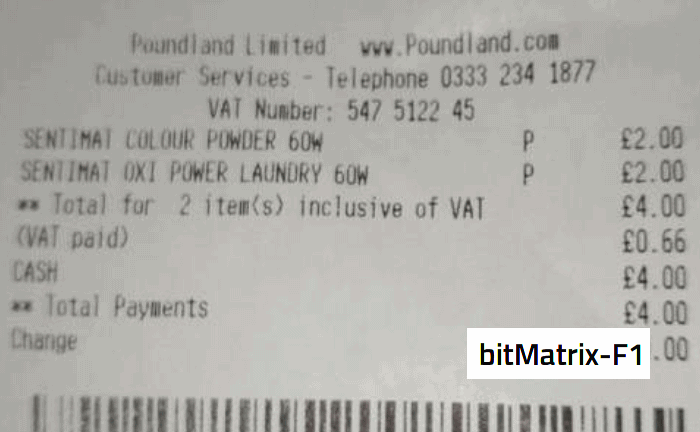 Poundland Limited www.Poundland.com
Customer Services - Telephone 0333 234 1877
VAT Number: 547 5122 45
SENTIMAT COLOUR POWDER 60W P £2.00
SENTIMAT OXI POWER LAUNDRY 60W P £2.00
** Total for 2 item(s) inclusive of VAT £4.00
(VAT paid) £0.66
CASH £4.00
** Total Payments £4.00
Change bitMatrix-F1 .00